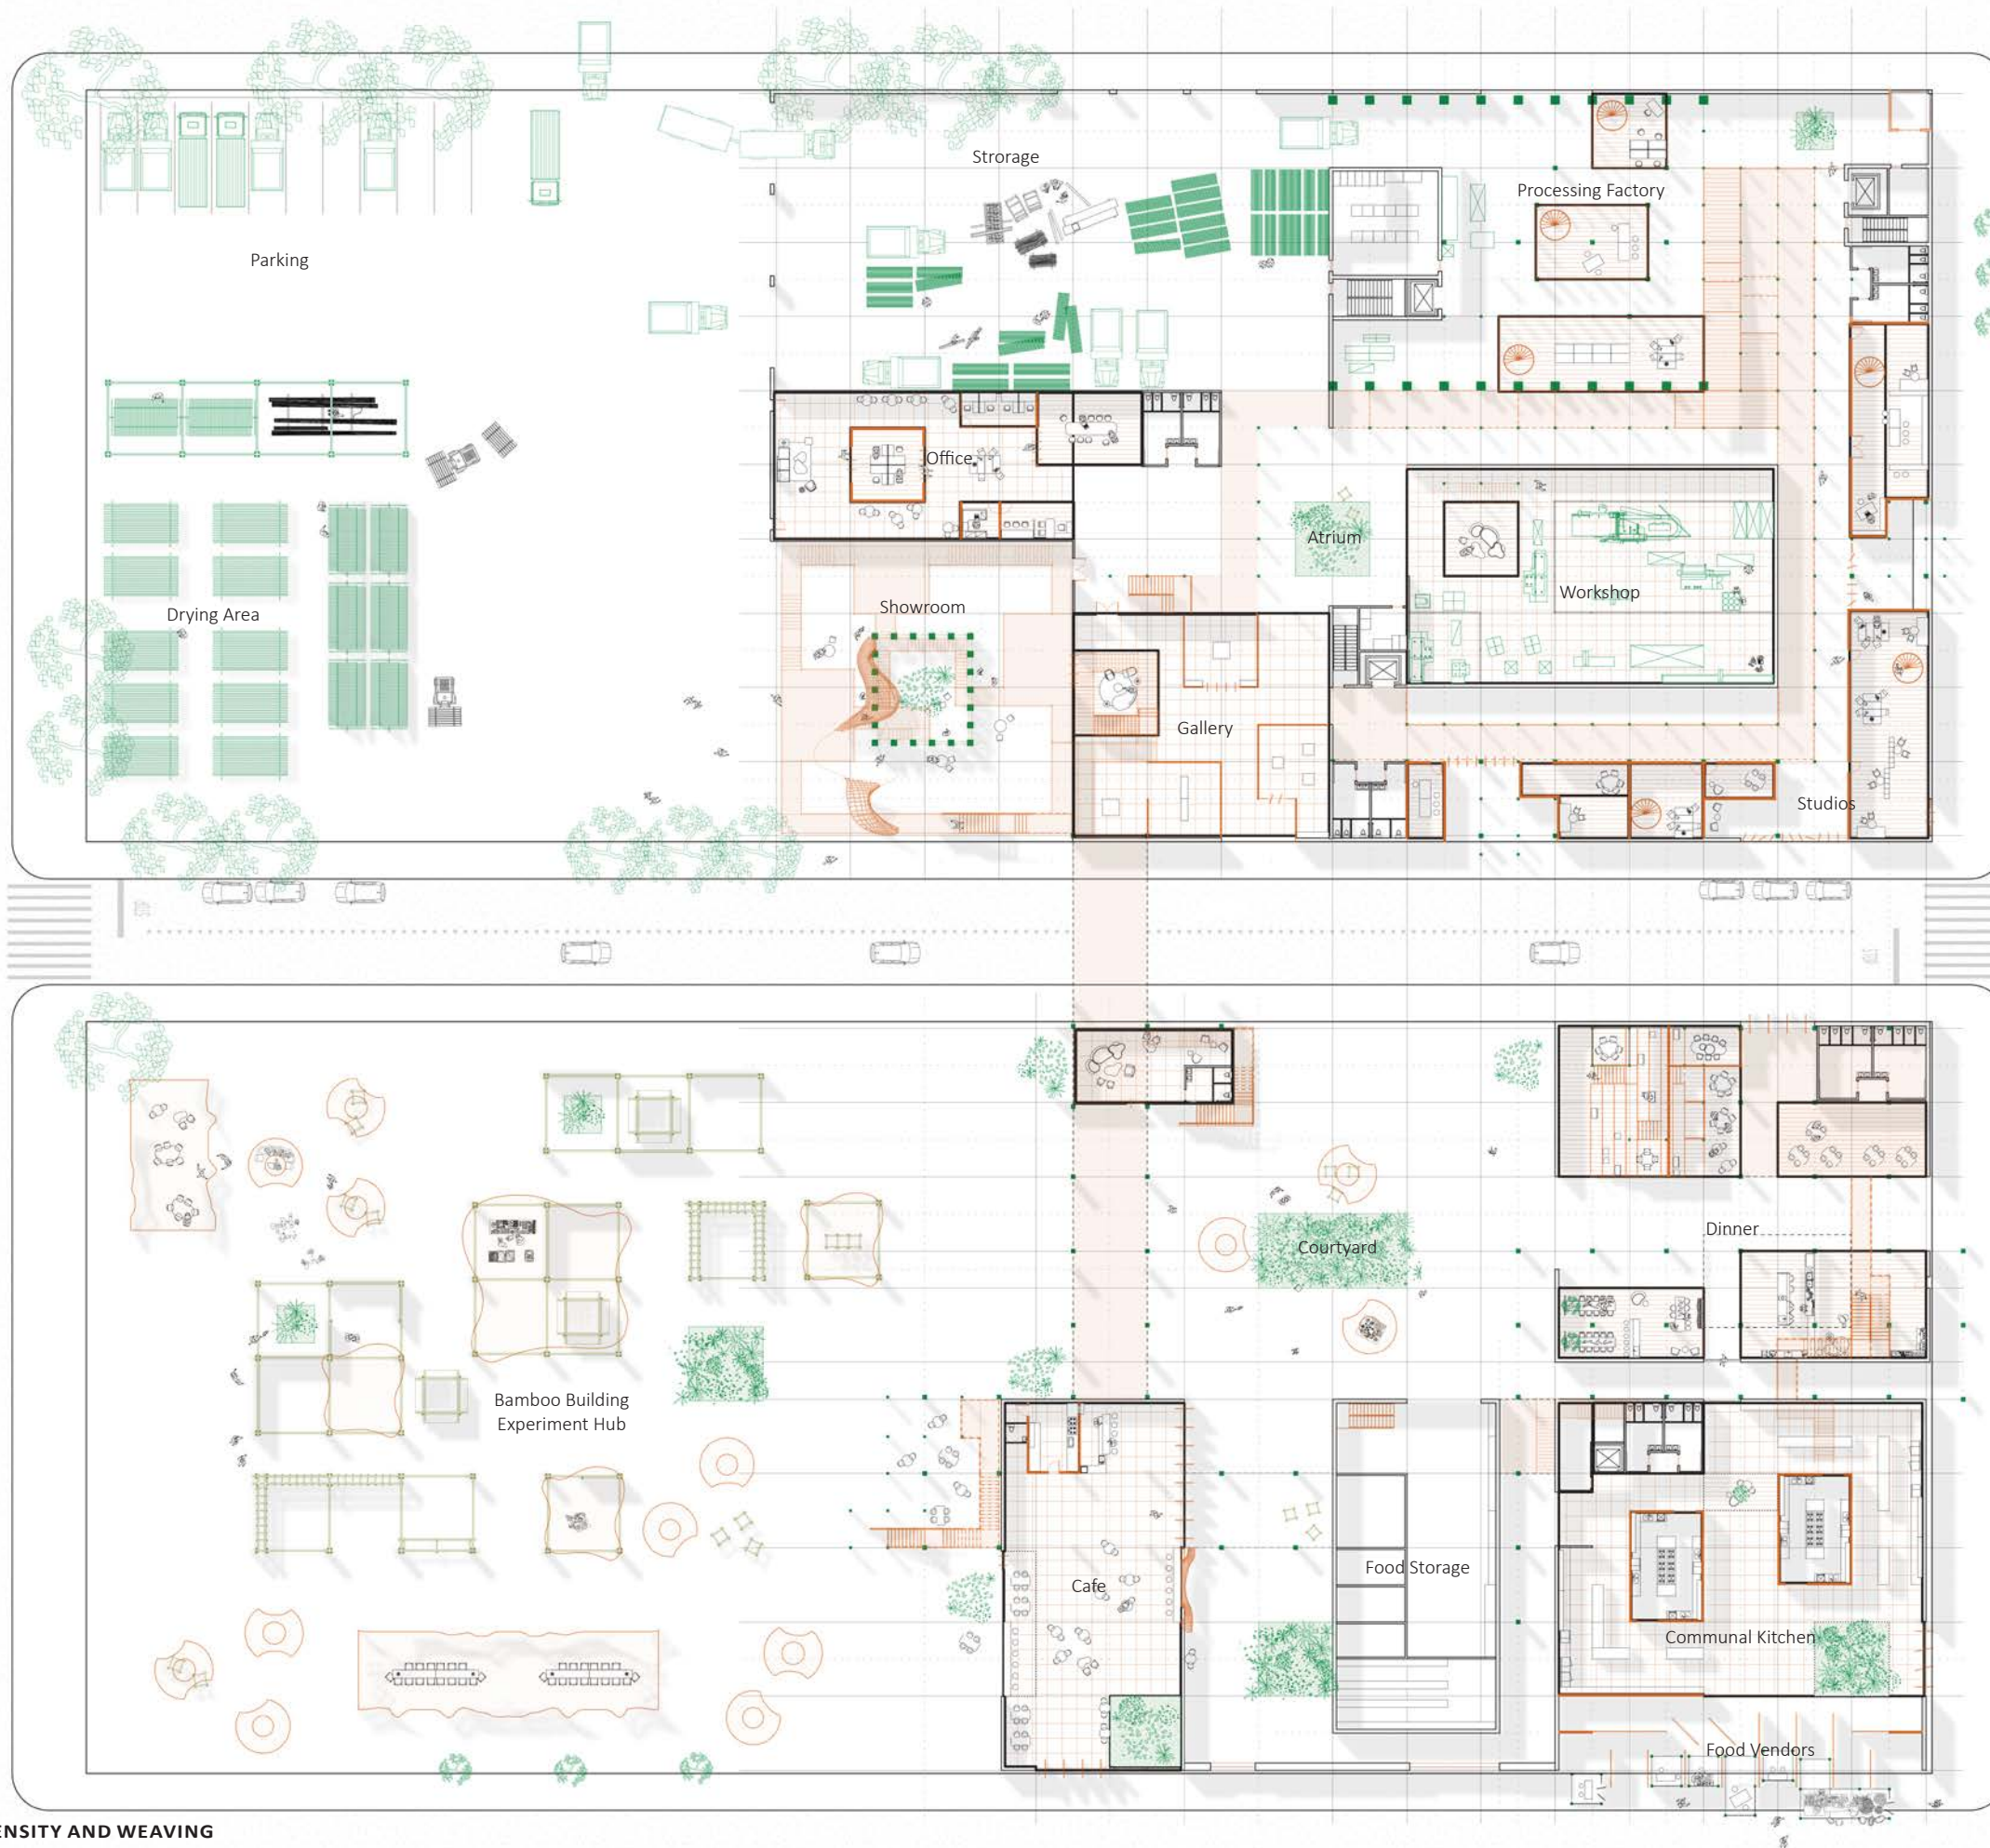 Strorage
Processing Factory
Parking
Office
Atrium
Workshop
Showroom
Drying Area
Gallery
Studios
Dinner
Courtyard
Bamboo Building
Experiment Hub
Food Storage
Cafe
Communal Kitchen
Food Vendors
ENSITY AND WEAVING